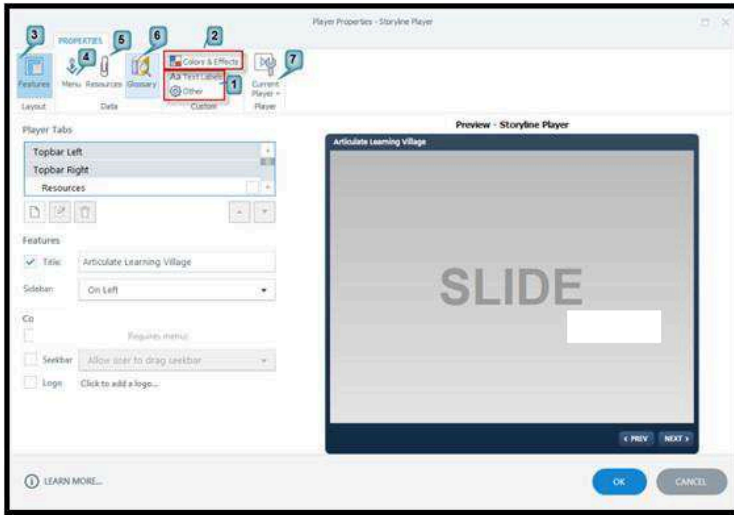 Player Properties - Storyline Player
PROPERTIES
3
4
5
6
2
1
7
Features
Menu
Resources
Glossary
Colors & Effects
Aa Text Labels
Other
Current Player
Layout
Data
Custom
Player
Player Tabs
Topbar Left
Topbar Right
Resources
Features
Title:
Articulate Learning Village
Sidebar:
On Left
Co
Requires menu
Seekbar
Allow user to drag seekbar
Logo
Click to add a logo...
Preview - Storyline Player
Articulate Learning Village
SLIDE
< PREV
NEXT >
LEARN MORE...
OK
CANCEL